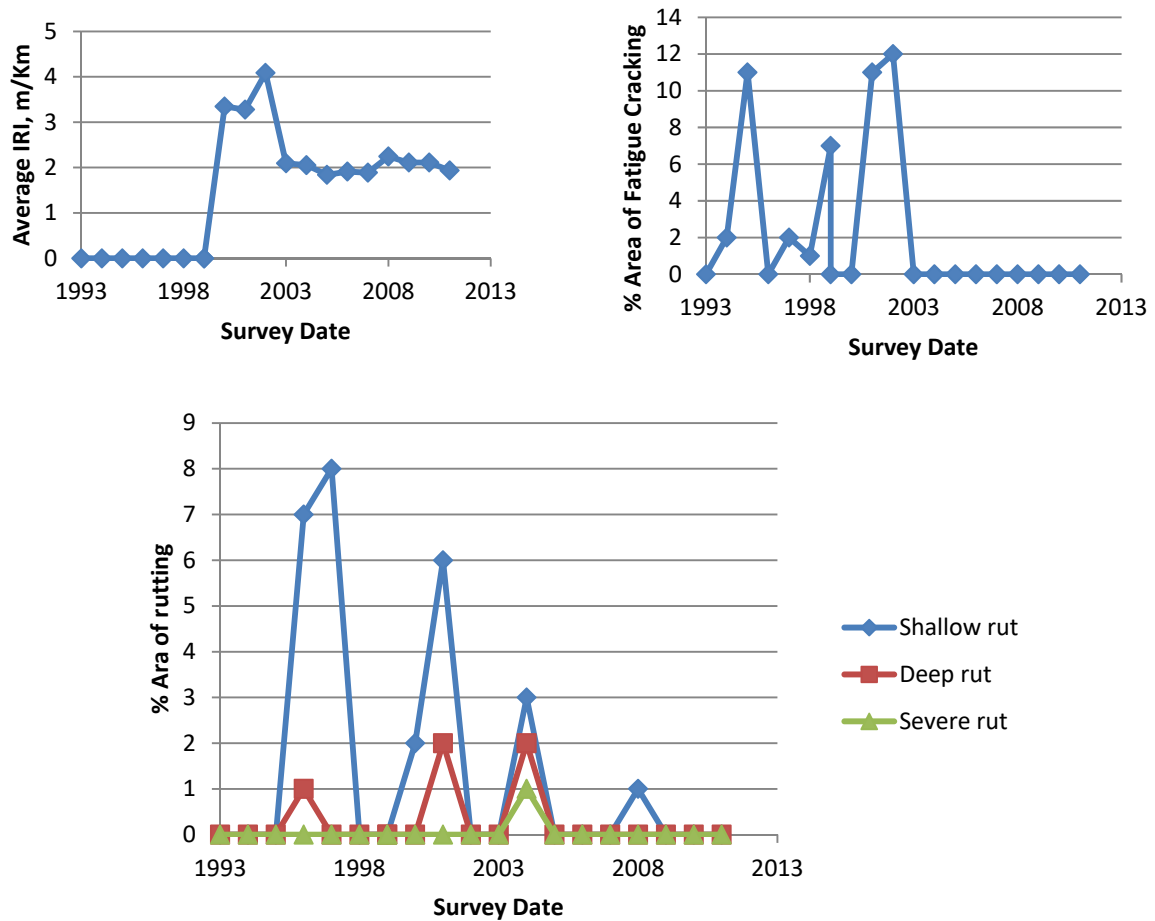 5
4
3
2
1
0
1993 1998 2003 2008 2013
Average IRI, m/Km
Survey Date
14
12
10
8
6
4
2
0
1993 1998 2003 2008 2013
% Area of Fatigue Cracking
Survey Date
9
8
7
6
5
4
3
2
1
0
1993 1998 2003 2008 2013
% Ara of rutting
Survey Date
Shallow rut
Deep rut
Severe rut